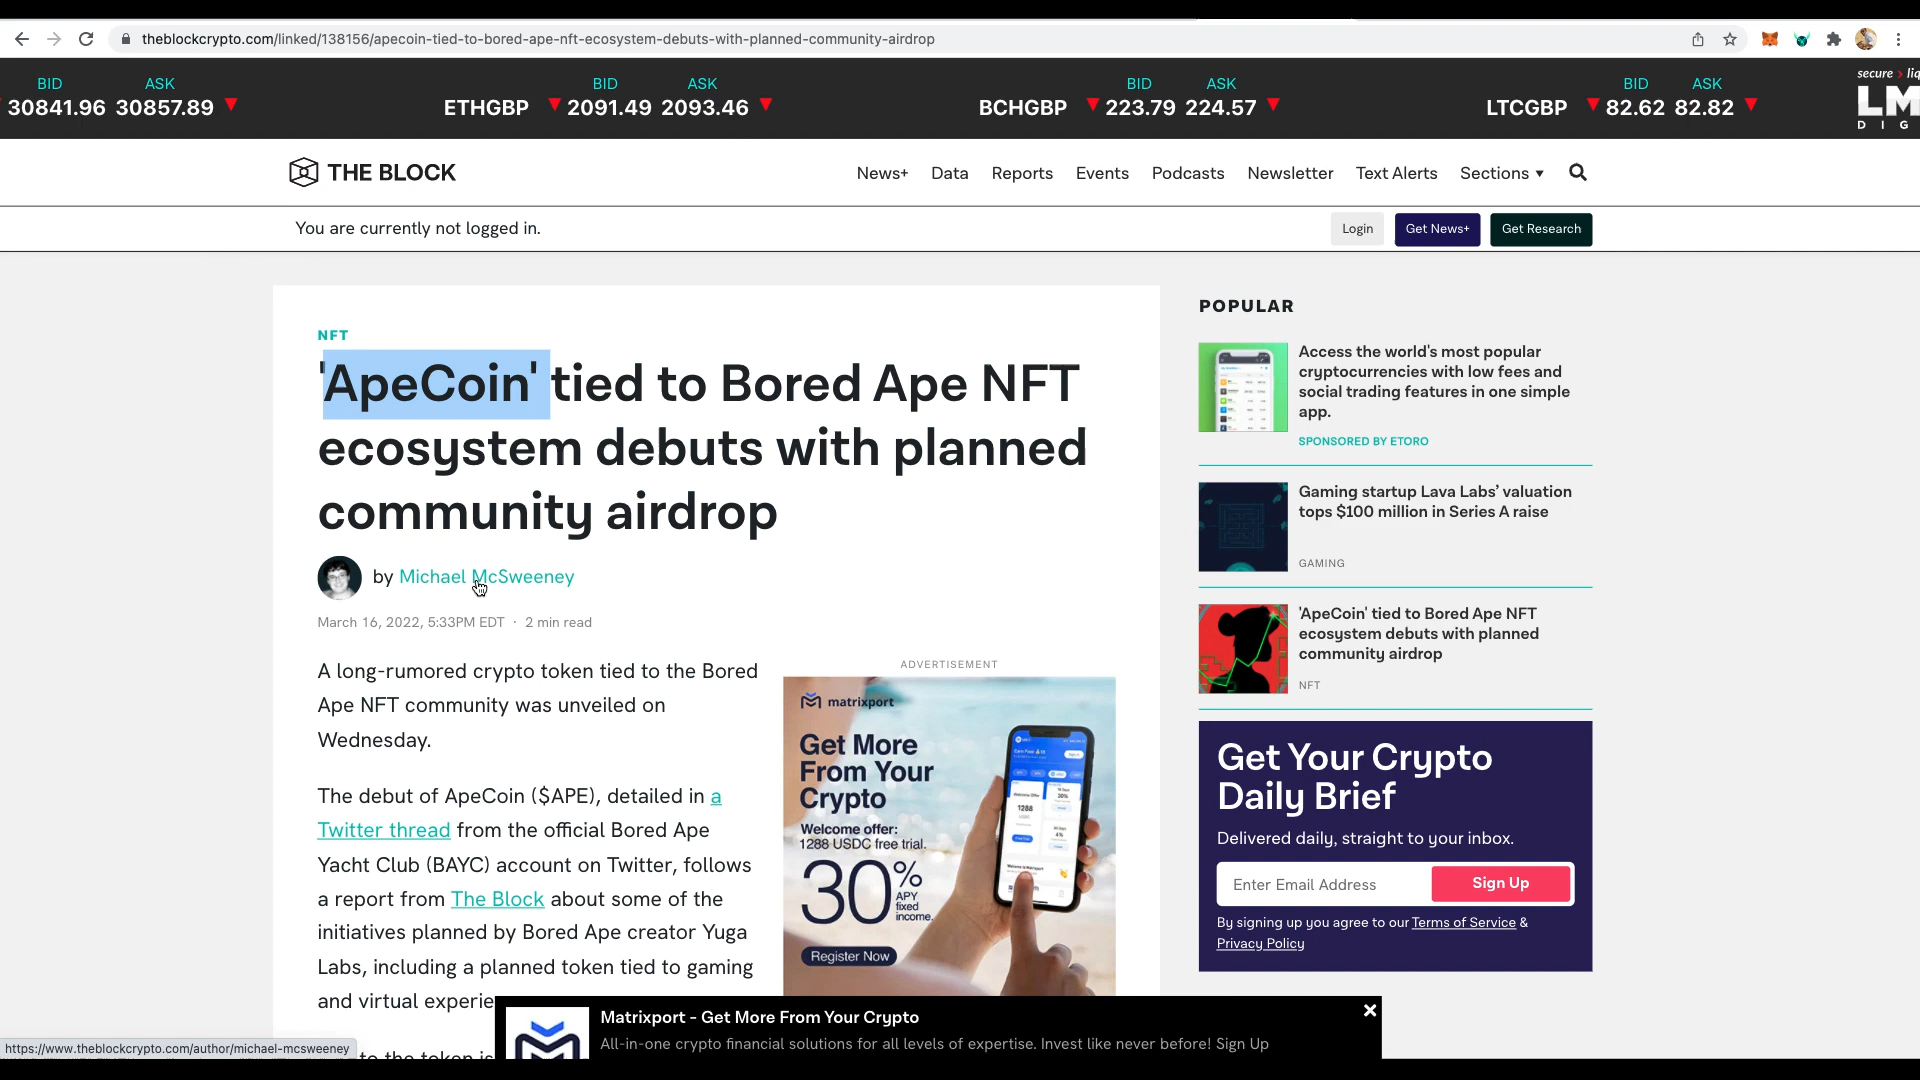 theblockcrypto.com/linked/138156/apecoin-tied-to-bored-ape-nft-ecosystem-debuts-with-planned-community-airdrop
BID ASK BID ASK BID ASK BID ASK secure › liq
30841.96 30857.89 ETHGBP 2091.49 2093.46 BCHGBP 223.79 224.57 LTCGBP 82.62 82.82 LM
D I G
THE BLOCK News+ Data Reports Events Podcasts Newsletter Text Alerts Sections
You are currently not logged in. Login Get News+ Get Research
NFT
'ApeCoin' tied to Bored Ape NFT
ecosystem debuts with planned
community airdrop
by Michael McSweeney
March 16, 2022, 5:33PM EDT · 2 min read
A long-rumored crypto token tied to the Bored
Ape NFT community was unveiled on
Wednesday.
The debut of ApeCoin ($APE), detailed in a
Twitter thread from the official Bored Ape
Yacht Club (BAYC) account on Twitter, follows
a report from The Block about some of the
initiatives planned by Bored Ape creator Yuga
Labs, including a planned token tied to gaming
and virtual experie
to the token is
ADVERTISEMENT
matrixport
Get More
From Your
Crypto
Welcome offer:
1288 USDC free trial.
30%
APY
fixed
income.
Register Now
POPULAR
Access the world's most popular
cryptocurrencies with low fees and
social trading features in one simple
app.
SPONSORED BY ETORO
Gaming startup Lava Labs’ valuation
tops $100 million in Series A raise
GAMING
'ApeCoin' tied to Bored Ape NFT
ecosystem debuts with planned
community airdrop
NFT
Get Your Crypto
Daily Brief
Delivered daily, straight to your inbox.
Enter Email Address Sign Up
By signing up you agree to our Terms of Service &
Privacy Policy
Matrixport - Get More From Your Crypto
All-in-one crypto financial solutions for all levels of expertise. Invest like never before! Sign Up
https://www.theblockcrypto.com/author/michael-mcsweeney